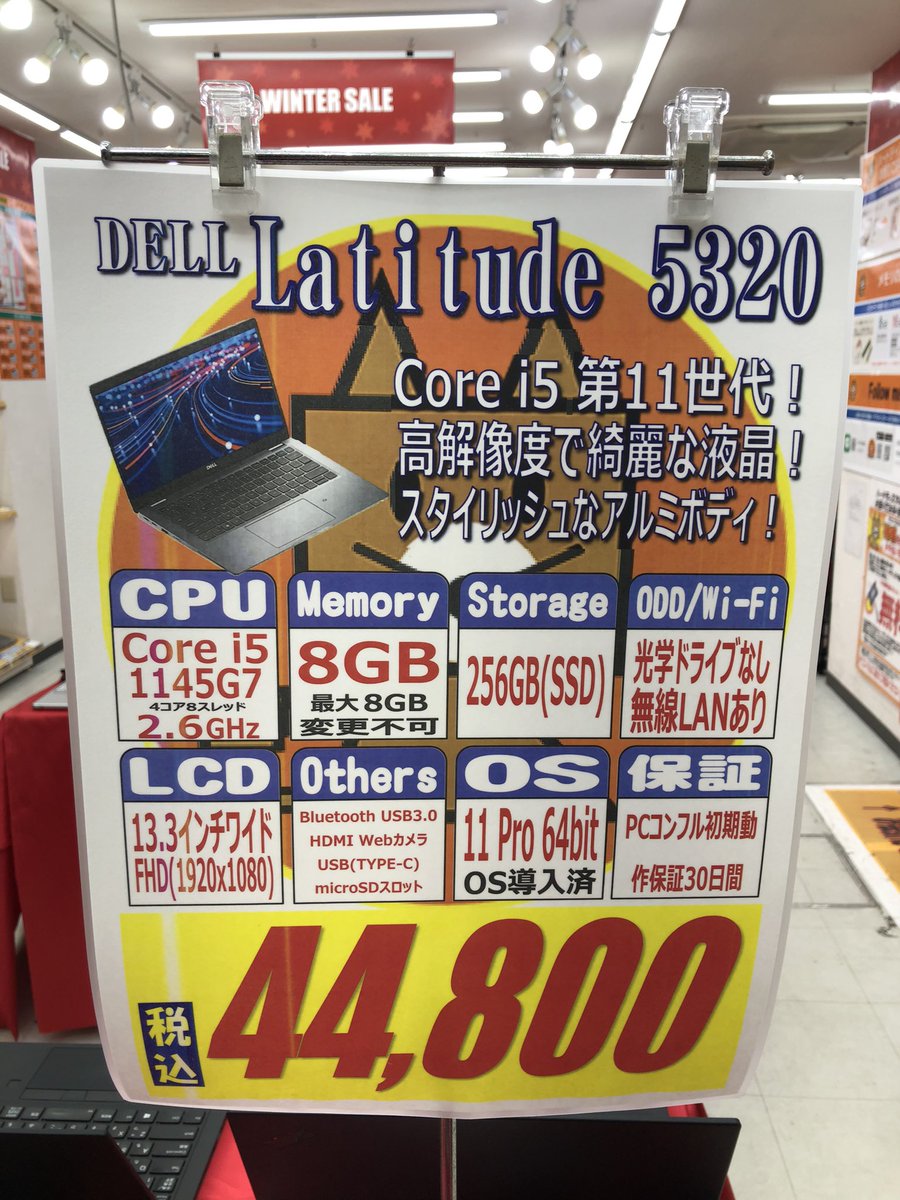 WINTER SALE
DELL Latitude 5320
Core i5 第11世代！
高解像度で綺麗な液晶！
スタイリッシュなアルミボディ！
CPU
Core i5
1145G7
4コア8スレッド
2.6GHz
Memory
8GB
最大8GB
変更不可
Storage
256GB(SSD)
ODD/Wi-Fi
光学ドライブなし
無線LANあり
LCD
13.3インチワイド
FHD(1920x1080)
Others
Bluetooth USB3.0
HDMI Webカメラ
USB(TYPE-C)
microSDスロット
OS
11 Pro 64bit
OS導入済
保証
PCコンフル初期動
作保証30日間
税込
44,800
Follow me